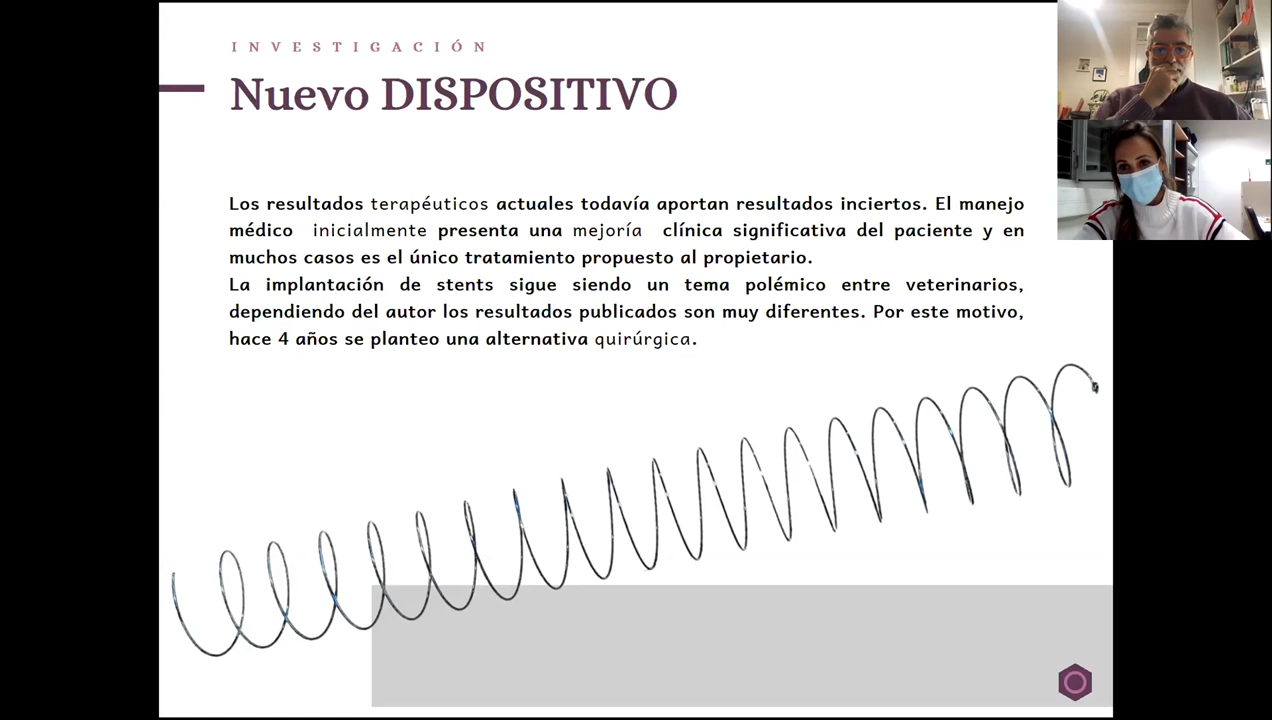 INVESTIGACIÓN
Nuevo DISPOSITIVO
Los resultados terapéuticos actuales todavía aportan resultados inciertos. El manejo
médico inicialmente presenta una mejoría clínica significativa del paciente y en
muchos casos es el único tratamiento propuesto al propietario.
La implantación de stents sigue siendo un tema polémico entre veterinarios,
dependiendo del autor los resultados publicados son muy diferentes. Por este motivo,
hace 4 años se planteo una alternativa quirúrgica.